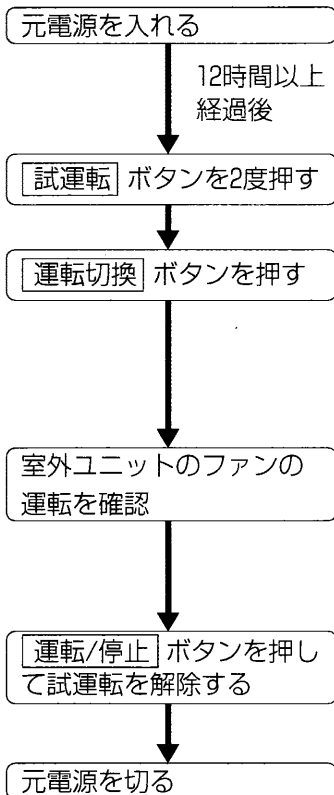 元電源を入れる
12時間以上
経過後
試運転 ボタンを2度押す
運転切換 ボタンを押す
室外ユニットのファンの
運転を確認
運転/停止 ボタンを押し
て試運転を解除する
元電源を切る